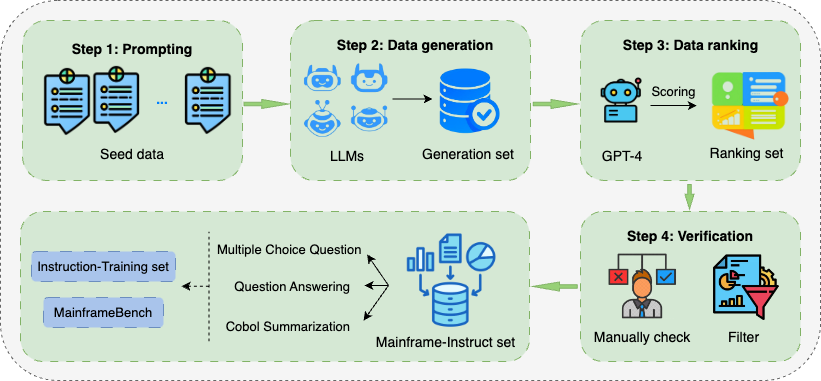 Step 1: Prompting
...
Seed data
Step 2: Data generation
LLMs
Generation set
Step 3: Data ranking
Scoring
GPT-4
Ranking set
Step 4: Verification
Manually check
Filter
Mainframe-Instruct set
Multiple Choice Question
Question Answering
Cobol Summarization
Instruction-Training set
MainframeBench